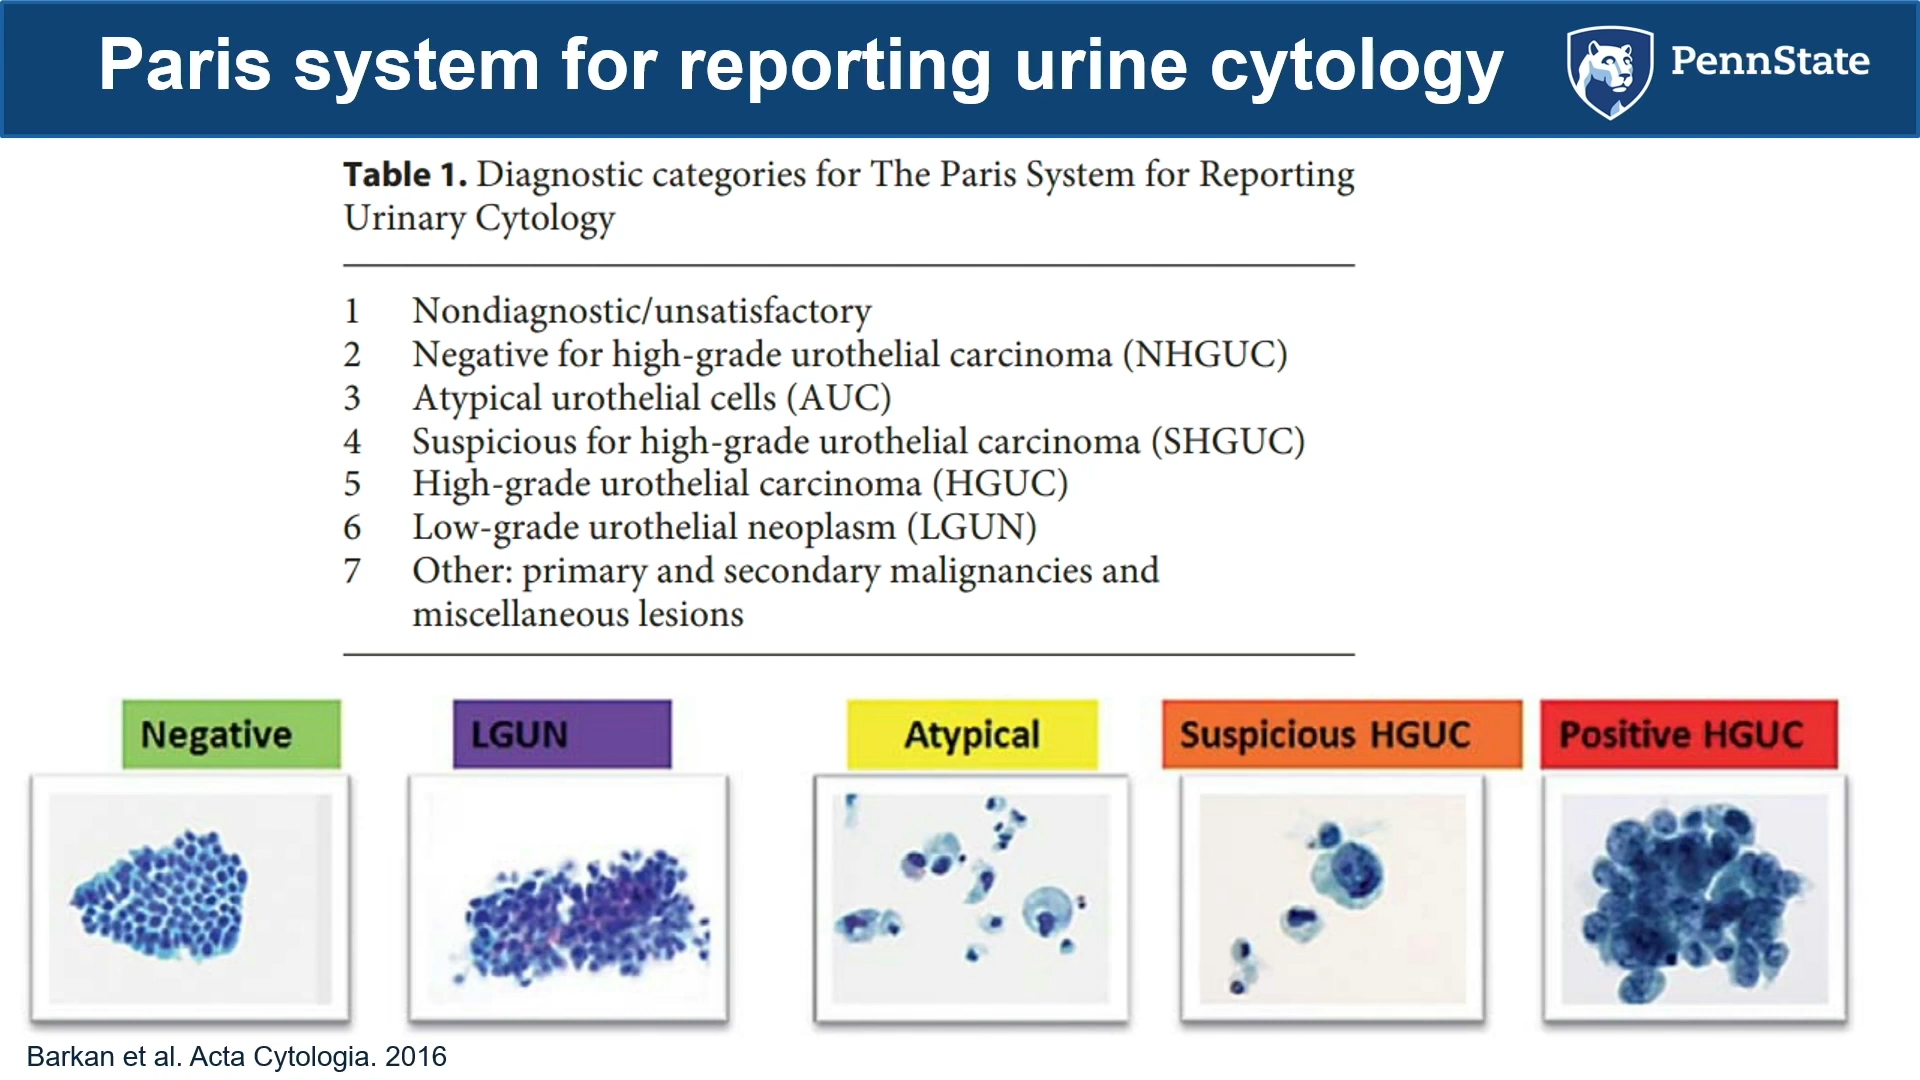 Paris system for reporting urine cytology
PennState
Table 1. Diagnostic categories for The Paris System for Reporting
Urinary Cytology
1 Nondiagnostic/unsatisfactory
2 Negative for high-grade urothelial carcinoma (NHGUC)
3 Atypical urothelial cells (AUC)
4 Suspicious for high-grade urothelial carcinoma (SHGUC)
5 High-grade urothelial carcinoma (HGUC)
6 Low-grade urothelial neoplasm (LGUN)
7 Other: primary and secondary malignancies and
miscellaneous lesions
Negative
LGUN
Atypical
Suspicious HGUC
Positive HGUC
Barkan et al. Acta Cytologia. 2016